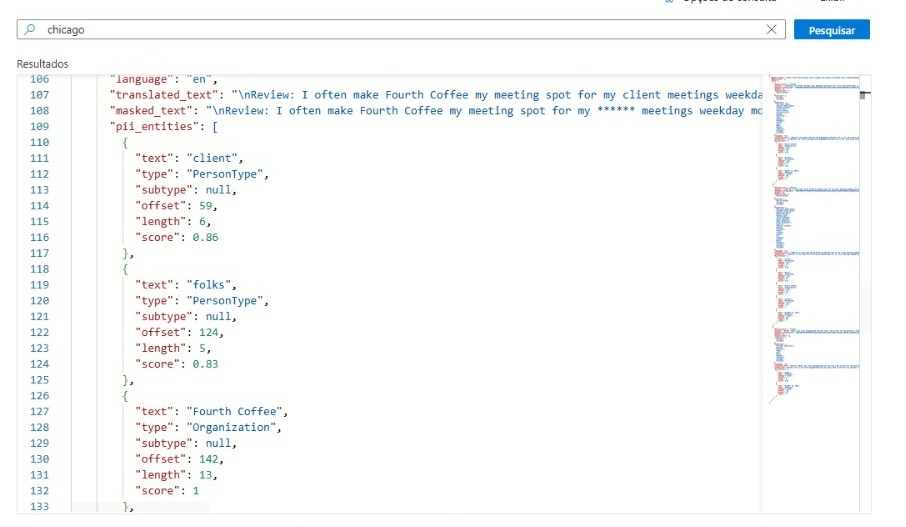 chicago
Pesquisar
Resultados
106 "language": "en",
107 "translated_text": "\nReview: I often make Fourth Coffee my meeting spot for my client meetings weekda
108 "masked_text": "\nReview: I often make Fourth Coffee my meeting spot for my ****** meetings weekday mo
109 "pii_entities": [
110 {
111 "text": "client",
112 "type": "PersonType",
113 "subtype": null,
114 "offset": 59,
115 "length": 6,
116 "score": 0.86
117 },
118 {
119 "text": "folks",
120 "type": "PersonType",
121 "subtype": null,
122 "offset": 124,
123 "length": 5,
124 "score": 0.83
125 },
126 {
127 "text": "Fourth Coffee",
128 "type": "Organization",
129 "subtype": null,
130 "offset": 142,
131 "length": 13,
132 "score": 1
133 },